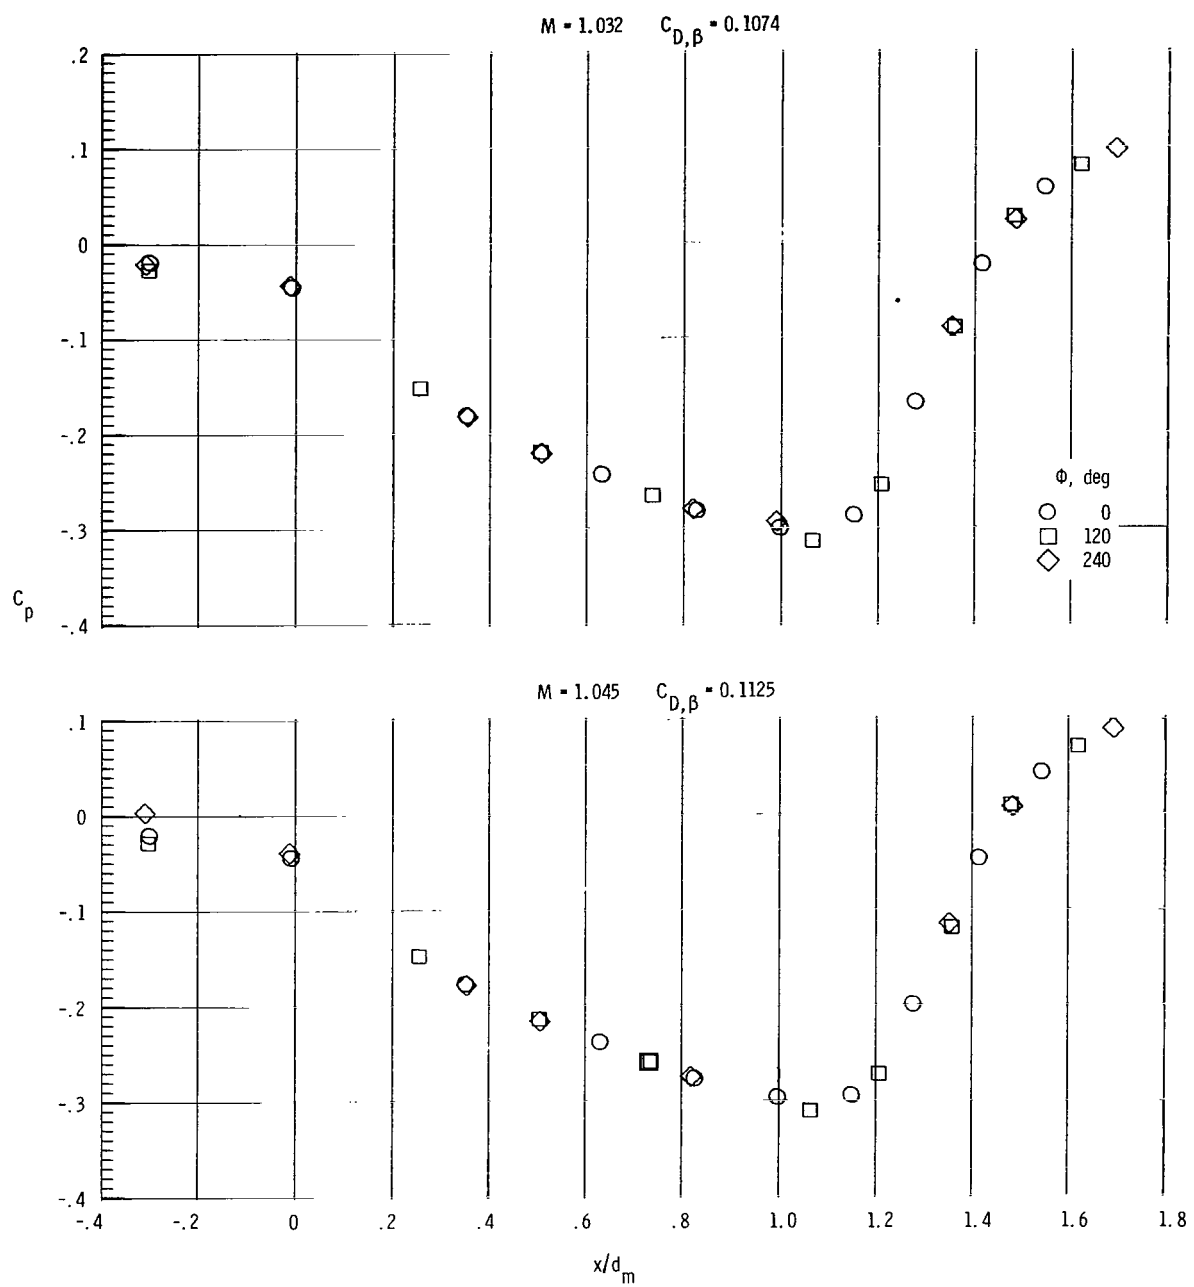 M = 1.032 C_D,β = 0.1074
.2
.1
0
-.1
-.2
-.3
-.4
C_p
Φ, deg
0
120
240
M = 1.045 C_D,β = 0.1125
.1
0
-.1
-.2
-.3
-.4
-.4 -.2 0 .2 .4 .6 .8 1.0 1.2 1.4 1.6 1.8
x/d_m